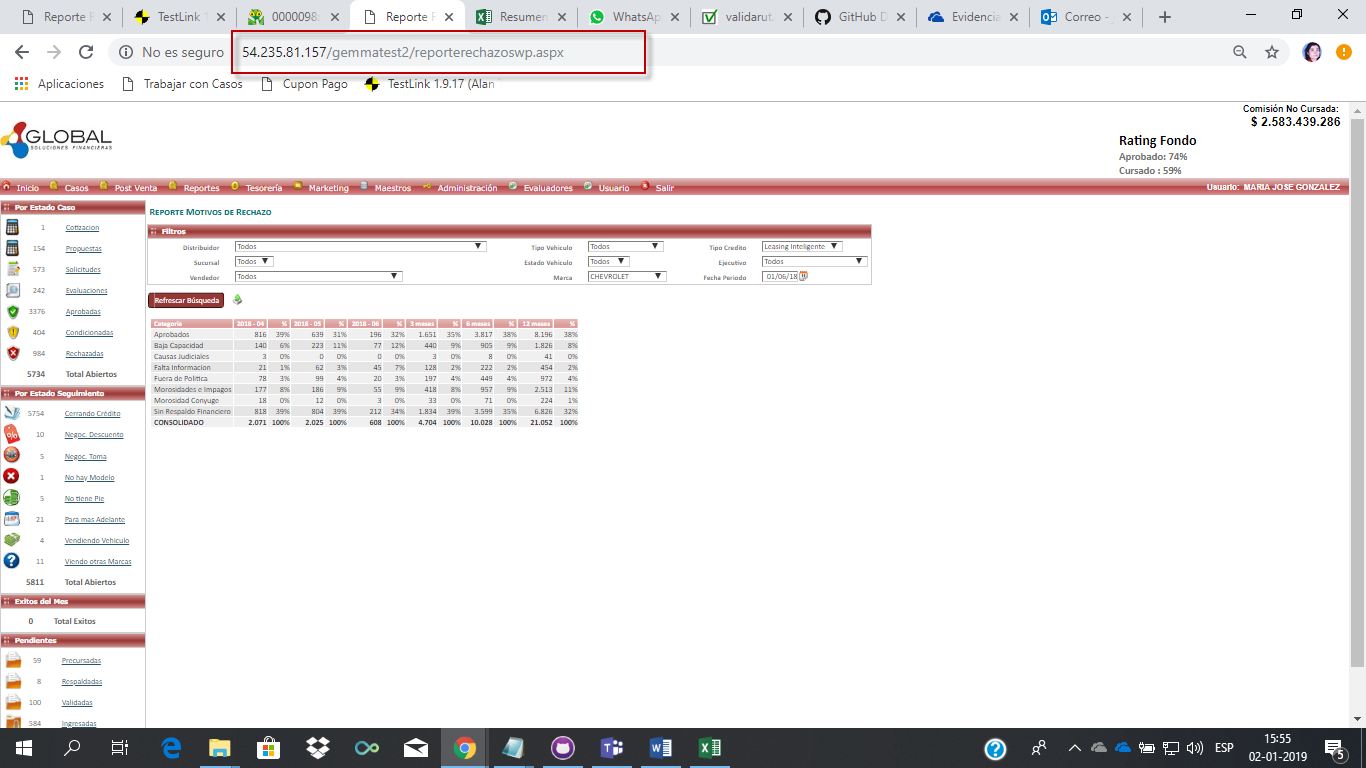 Reporte R
TestLink 1
0000098
Reporte R
Resumen
WhatsAp
validarut.
GitHub D
Evidencia
Correo -
No es seguro
54.235.81.157/gemmatest2/reporterechazoswp.aspx
Aplicaciones
Trabajar con Casos
Cupon Pago
TestLink 1.9.17 (Alan
Comisión No Cursada:
$ 2.583.439.286
GLOBAL
SOLUCIONES FINANCIERAS
Rating Fondo
Aprobado: 74%
Cursado : 59%
Inicio Casos Post Venta Reportes Tesorería Marketing Maestros Administración Evaluadores Usuario Salir
Usuario: MARIA JOSE GONZALEZ
Por Estado Caso
1 Cotizacion
154 Propuestas
573 Solicitudes
242 Evaluaciones
3376 Aprobadas
404 Condicionadas
984 Rechazadas
5734 Total Abiertos
Por Estado Seguimiento
5754 Cerrando Crédito
10 Negoc. Descuento
5 Negoc. Toma
1 No hay Modelo
5 No tiene Pie
21 Para mas Adelante
4 Vendiendo Vehiculo
11 Viendo otras Marcas
5811 Total Abiertos
Exitos del Mes
0 Total Exitos
Pendientes
59 Precursadas
8 Respaldadas
100 Validadas
584 Ingresadas
REPORTE MOTIVOS DE RECHAZO
Filtros
Distribuidor Todos Tipo Vehiculo Todos Tipo Credito Leasing Inteligente
Sucursal Todos Estado Vehiculo Todos Ejecutivo Todos
Vendedor Todos Marca CHEVROLET Fecha Periodo 01/06/18
Refrescar Búsqueda
Categoría 2018 - 04 % 2018 - 05 % 2018 - 06 % 3 meses % 6 meses % 12 meses %
Aprobados 816 39% 639 31% 196 32% 1.651 35% 3.817 38% 8.196 38%
Baja Capacidad 140 6% 223 11% 77 12% 440 9% 905 9% 1.826 8%
Causas Judiciales 3 0% 0 0% 0 0% 3 0% 8 0% 41 0%
Falta Informacion 21 1% 62 3% 45 7% 128 2% 222 2% 454 2%
Fuera de Politica 78 3% 99 4% 20 3% 197 4% 449 4% 972 4%
Morosidades e Impagos 177 8% 186 9% 55 9% 418 8% 957 9% 2.513 11%
Morosidad Conyuge 18 0% 12 0% 3 0% 33 0% 71 0% 224 1%
Sin Respaldo Financiero 818 39% 804 39% 212 34% 1.834 39% 3.599 35% 6.826 32%
CONSOLIDADO 2.071 100% 2.025 100% 608 100% 4.704 100% 10.028 100% 21.052 100%
ESP
15:55
02-01-2019
5